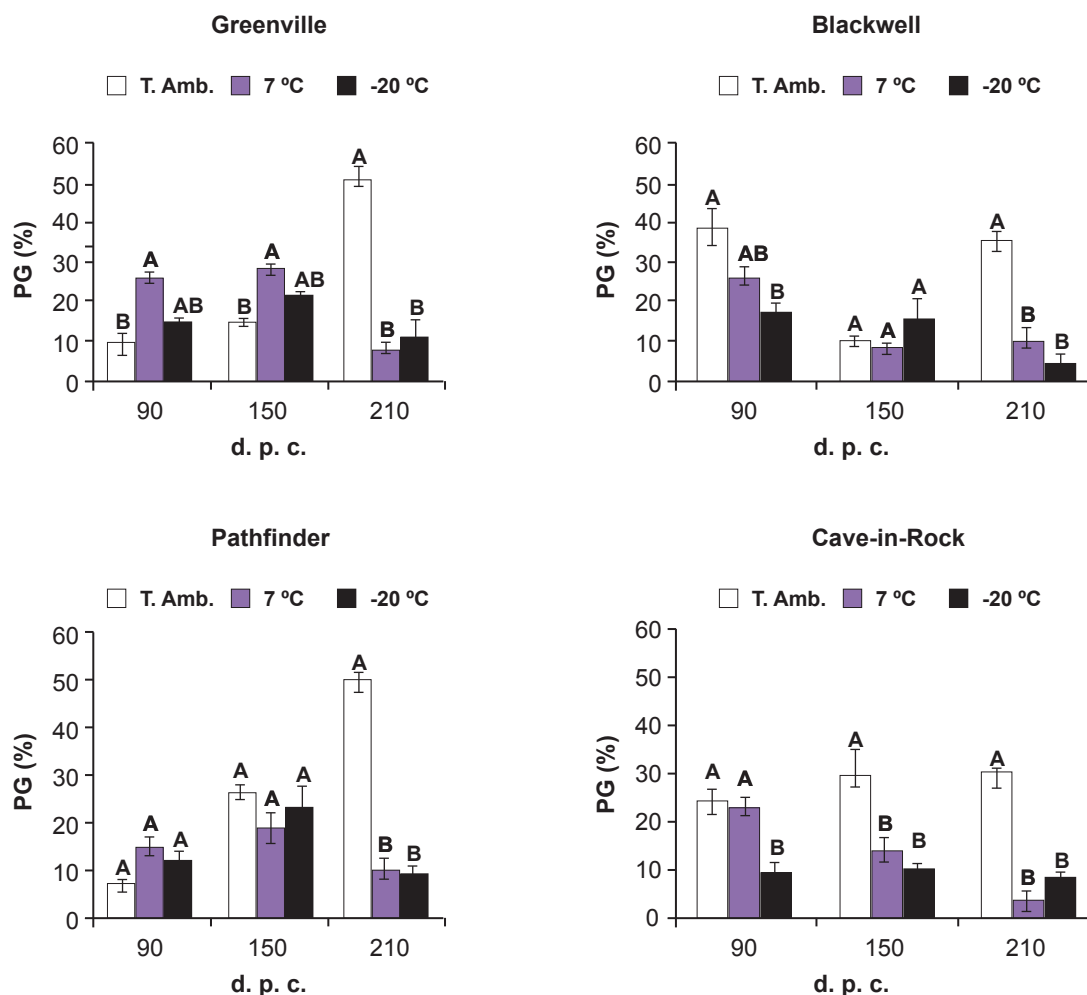 Greenville
T. Amb. 7 ºC -20 ºC
PG (%)
60
50
40
30
20
10
0
B A AB
B A AB
A B B
90 150 210
d. p. c.
Blackwell
T. Amb. 7 ºC -20 ºC
PG (%)
60
50
40
30
20
10
0
A AB B
A A A
A B B
90 150 210
d. p. c.
Pathfinder
T. Amb. 7 ºC -20 ºC
PG (%)
60
50
40
30
20
10
0
A A A
A A A
A B B
90 150 210
d. p. c.
Cave-in-Rock
T. Amb. 7 ºC -20 ºC
PG (%)
60
50
40
30
20
10
0
A A B
A B B
A B B
90 150 210
d. p. c.